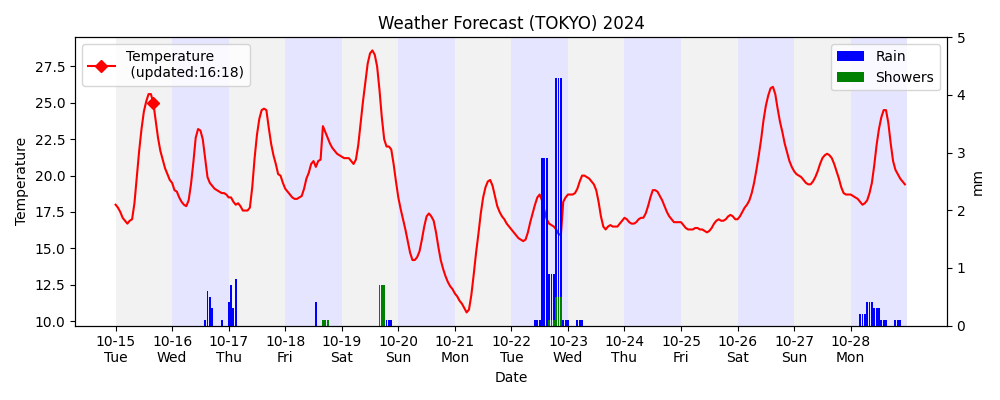 Weather Forecast (TOKYO) 2024
Temperature
(updated:16:18)
Rain
Showers
Temperature
27.5
25.0
22.5
20.0
17.5
15.0
12.5
10.0
5
4
3
2
1
0
mm
10-15 10-16 10-17 10-18 10-19 10-20 10-21 10-22 10-23 10-24 10-25 10-26 10-27 10-28
Tue Wed Thu Fri Sat Sun Mon Tue Wed Thu Fri Sat Sun Mon
Date